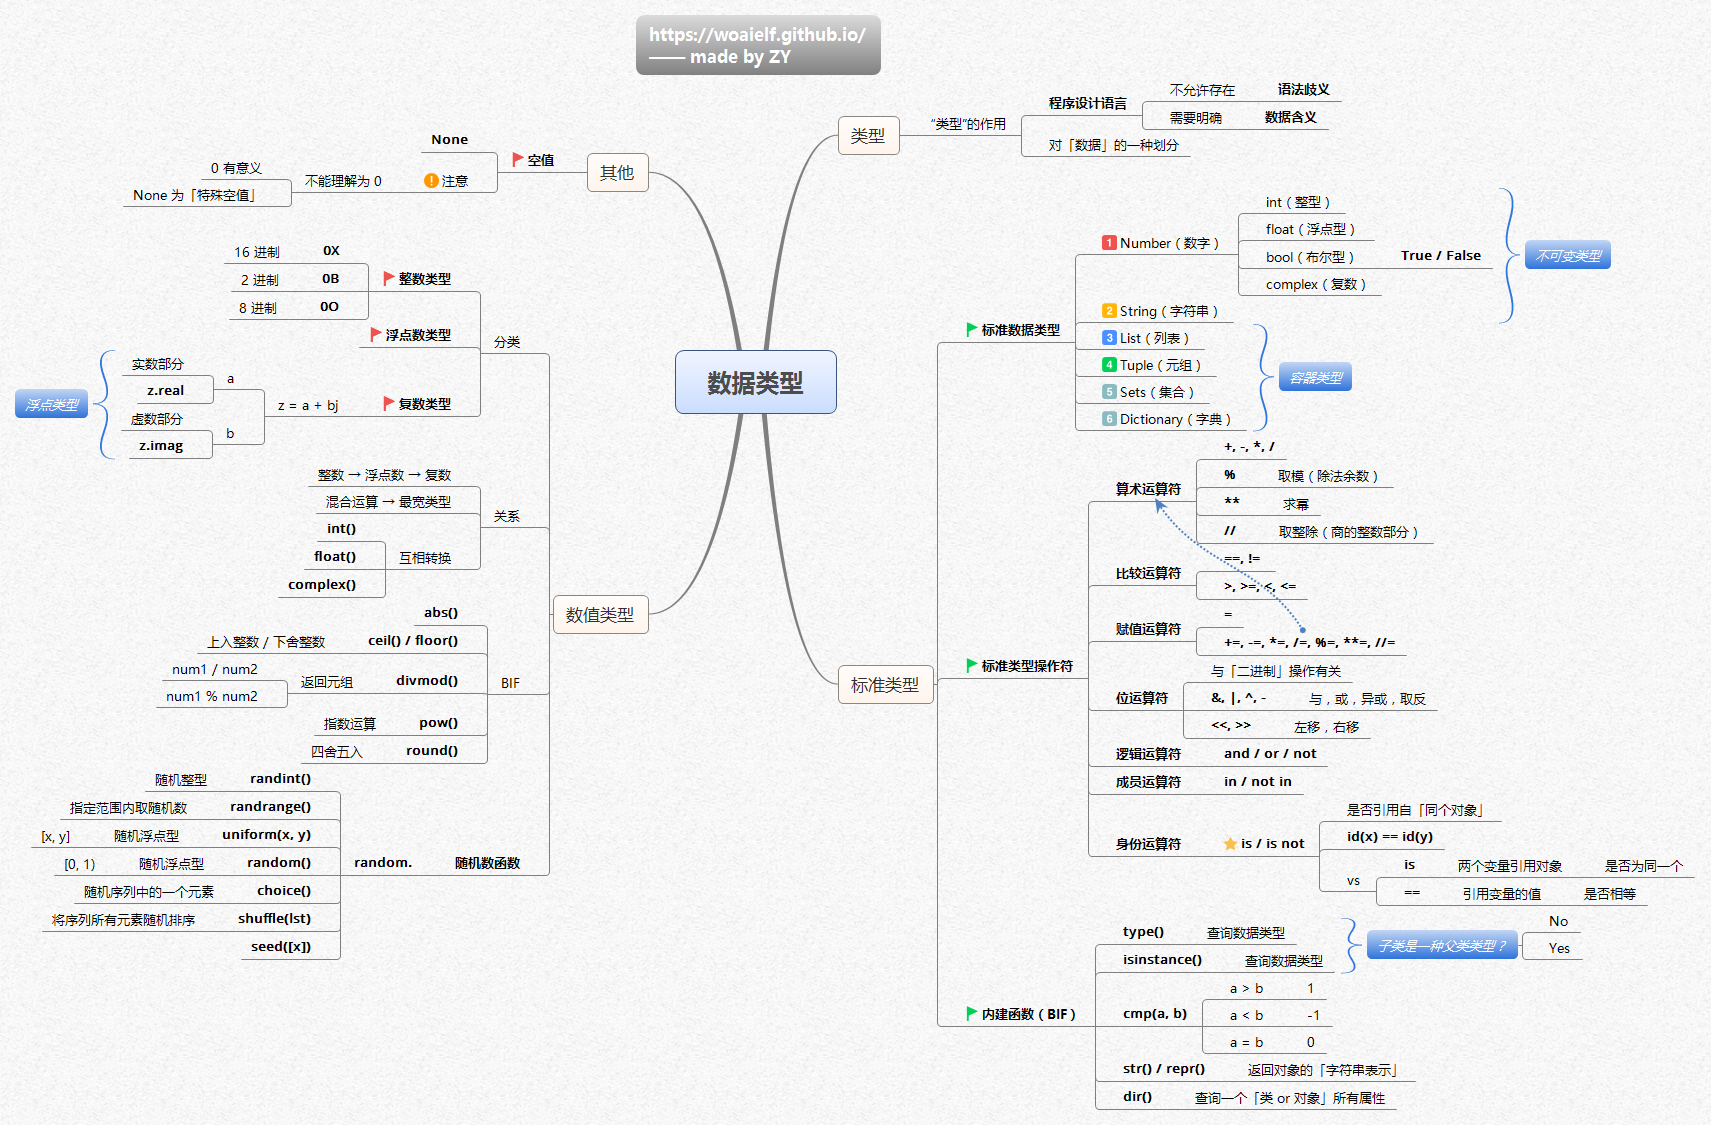 https://woaielf.github.io/
—— made by ZY
数据类型
类型
“类型”的作用
程序设计语言
不允许存在 语法歧义
需要明确 数据含义
对「数据」的一种划分
标准类型
标准数据类型
1 Number（数字）
int（整型）
float（浮点型）
bool（布尔型） True / False
complex（复数）
不可变类型
2 String（字符串）
3 List（列表）
4 Tuple（元组）
5 Sets（集合）
6 Dictionary（字典）
容器类型
标准类型操作符
算术运算符
+, -, *, /
% 取模（除法余数）
** 求幂
// 取整除（商的整数部分）
比较运算符
==, !=
>, >=, <, <=
赋值运算符
=
+=, -=, *=, /=, %=, **=, //=
位运算符
与「二进制」操作有关
&, |, ^, - 与，或，异或，取反
<<, >> 左移，右移
逻辑运算符 and / or / not
成员运算符 in / not in
身份运算符 is / is not
是否引用自「同个对象」
id(x) == id(y)
vs
is 两个变量引用对象 是否为同一个
== 引用变量的值 是否相等
内建函数（BIF）
type() 查询数据类型
isinstance() 查询数据类型
子类是一种父类类型？
No
Yes
cmp(a, b)
a > b 1
a < b -1
a = b 0
str() / repr() 返回对象的「字符串表示」
dir() 查询一个「类 or 对象」所有属性
其他
空值
None
注意
不能理解为 0
0 有意义
None 为「特殊空值」
数值类型
分类
整数类型
16 进制 0X
2 进制 0B
8 进制 0O
浮点数类型
复数类型
z = a + bj
a
实数部分
z.real
b
虚数部分
z.imag
浮点类型
关系
整数 → 浮点数 → 复数
混合运算 → 最宽类型
互相转换
int()
float()
complex()
BIF
abs()
上入整数 / 下舍整数 ceil() / floor()
返回元组 divmod()
num1 / num2
num1 % num2
指数运算 pow()
四舍五入 round()
随机数函数
random.
随机整型 randint()
指定范围内取随机数 randrange()
[x, y] 随机浮点型 uniform(x, y)
[0, 1) 随机浮点型 random()
随机序列中的一个元素 choice()
将序列所有元素随机排序 shuffle(lst)
seed([x])